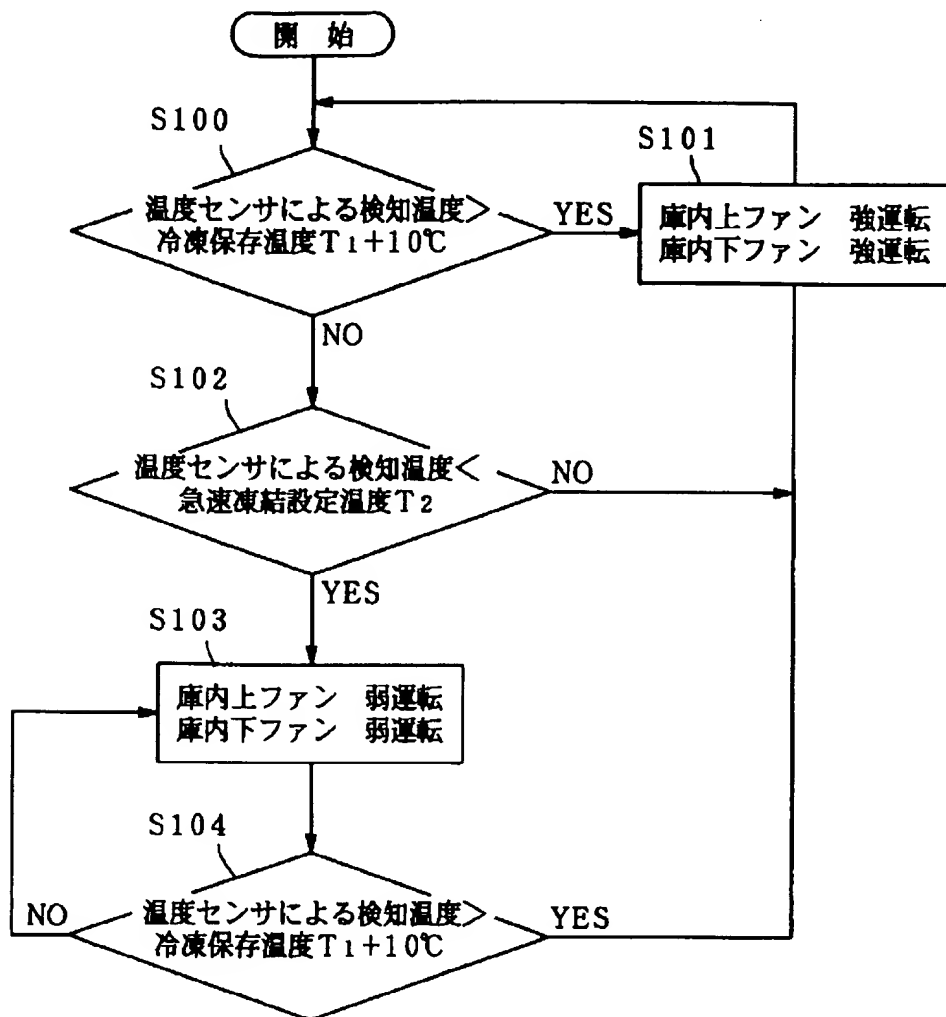 開 始
S100
S101
温度センサによる検知温度>
冷凍保存温度T1+10℃
YES
庫内上ファン 強運転
庫内下ファン 強運転
NO
S102
温度センサによる検知温度<
急速凍結設定温度T2
NO
YES
S103
庫内上ファン 弱運転
庫内下ファン 弱運転
S104
NO
温度センサによる検知温度>
冷凍保存温度T1+10℃
YES